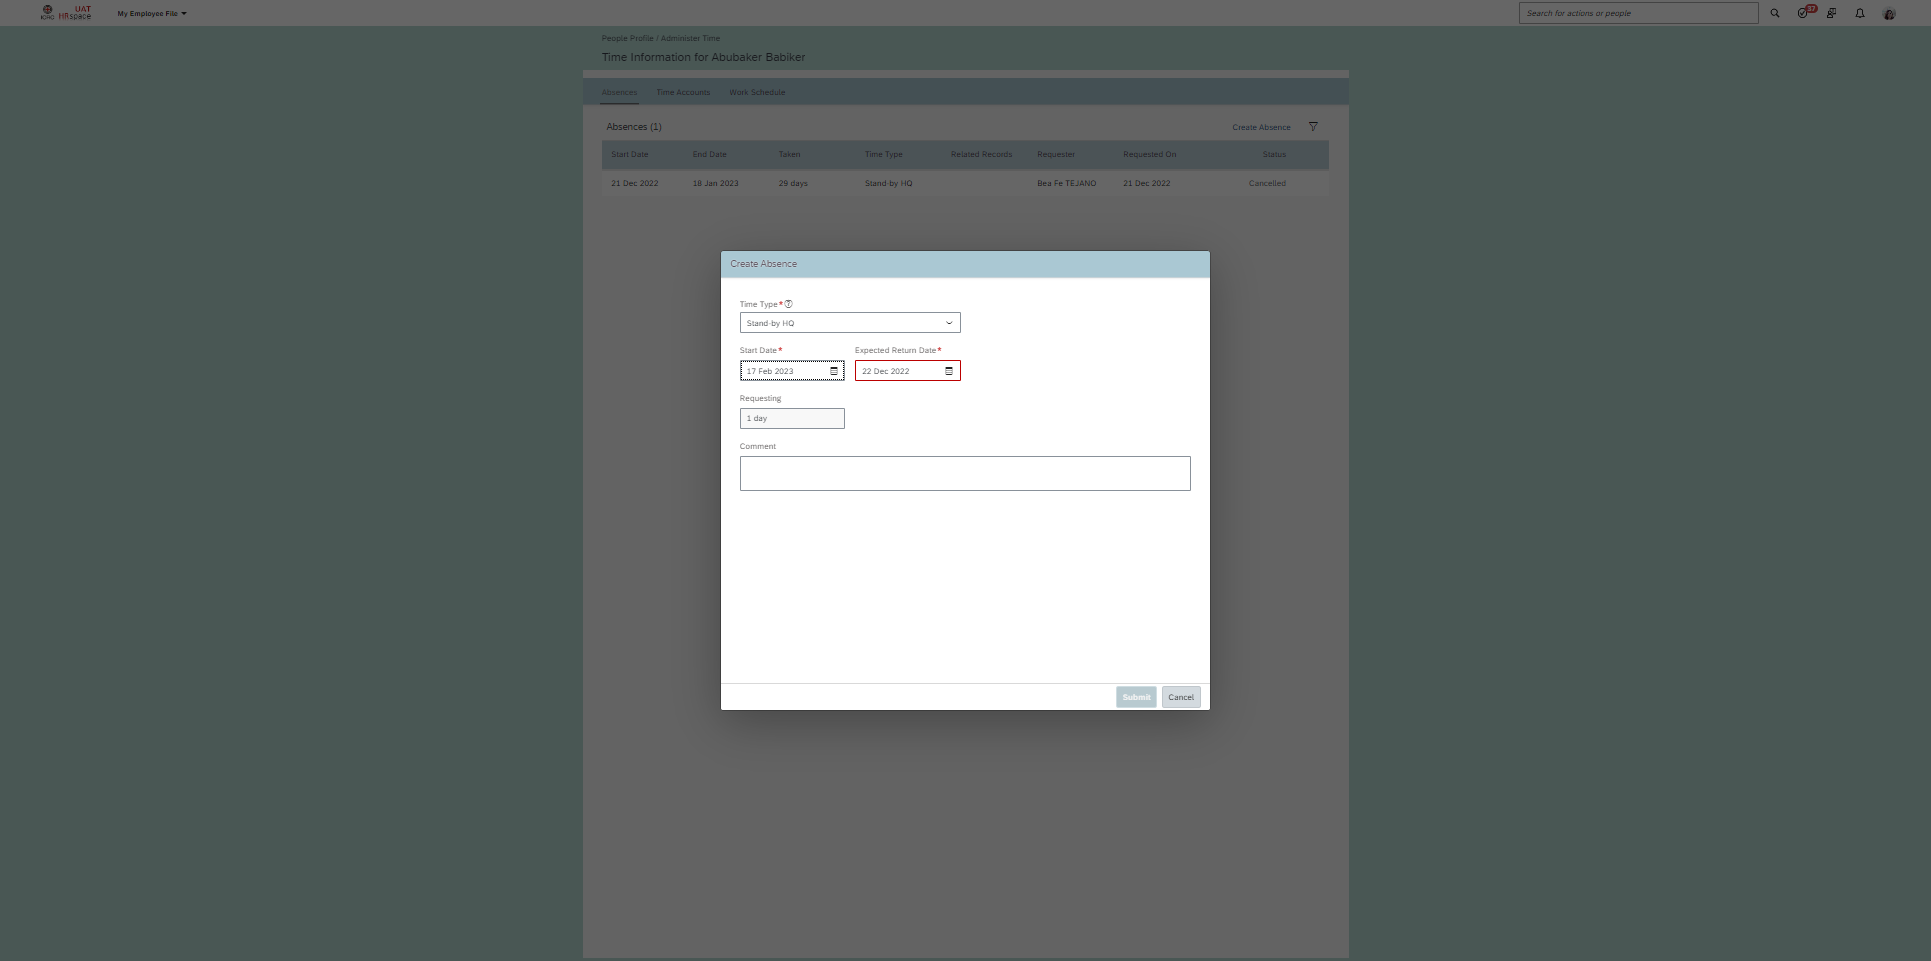 ICRC UAT HRspace My Employee File Search for actions or people 37
People Profile / Administer Time
Time Information for Abubaker Babiker
Absences Time Accounts Work Schedule
Absences (1) Create Absence
Start Date End Date Taken Time Type Related Records Requester Requested On Status
21 Dec 2022 18 Jan 2023 29 days Stand-by HQ Bea Fe TEJANO 21 Dec 2022 Cancelled
Create Absence
Time Type*
Stand-by HQ
Start Date* Expected Return Date*
17 Feb 2023 22 Dec 2022
Requesting
1 day
Comment
Submit Cancel